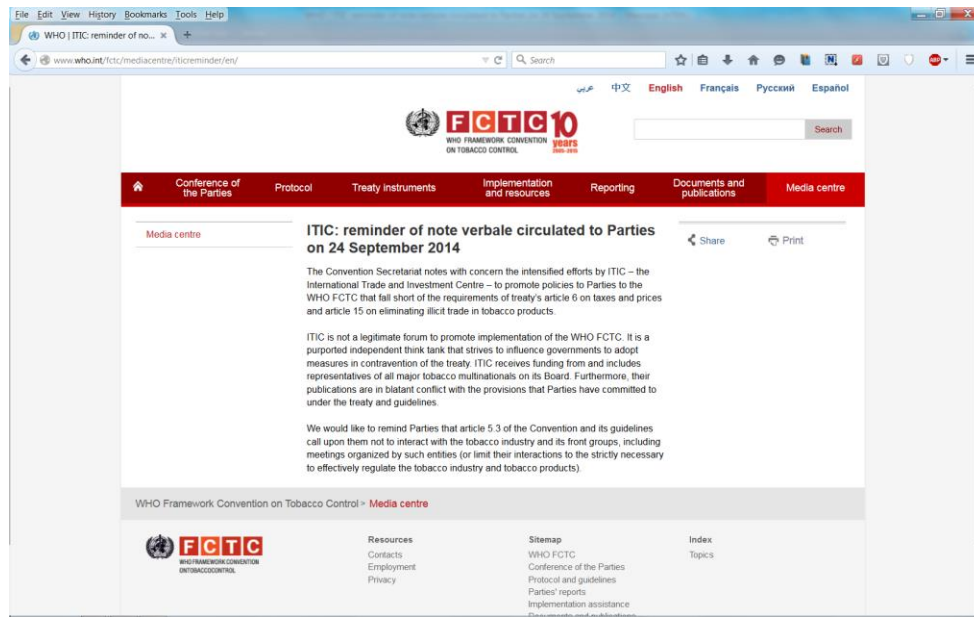 File Edit View History Bookmarks Tools Help
WHO | ITIC: reminder of no... × +
www.who.int/fctc/mediacentre/iticreminder/en/
Search
عربي 中文 English Français Русский Español
FCTC 10 years
WHO FRAMEWORK CONVENTION
ON TOBACCO CONTROL 2005-2015
Search
Conference of the Parties Protocol Treaty instruments Implementation and resources Reporting Documents and publications Media centre
Media centre
ITIC: reminder of note verbale circulated to Parties
on 24 September 2014
Share Print
The Convention Secretariat notes with concern the intensified efforts by ITIC – the
International Trade and Investment Centre – to promote policies to Parties to the
WHO FCTC that fall short of the requirements of treaty's article 6 on taxes and prices
and article 15 on eliminating illicit trade in tobacco products.
ITIC is not a legitimate forum to promote implementation of the WHO FCTC. It is a
purported independent think tank that strives to influence governments to adopt
measures in contravention of the treaty. ITIC receives funding from and includes
representatives of all major tobacco multinationals on its Board. Furthermore, their
publications are in blatant conflict with the provisions that Parties have committed to
under the treaty and guidelines.
We would like to remind Parties that article 5.3 of the Convention and its guidelines
call upon them not to interact with the tobacco industry and its front groups, including
meetings organized by such entities (or limit their interactions to the strictly necessary
to effectively regulate the tobacco industry and tobacco products).
WHO Framework Convention on Tobacco Control > Media centre
FCTC
WHO FRAMEWORK CONVENTION
ONTOBACCOCONTROL
Resources
Contacts
Employment
Privacy
Sitemap
WHO FCTC
Conference of the Parties
Protocol and guidelines
Parties' reports
Implementation assistance
Documents and publications
Index
Topics